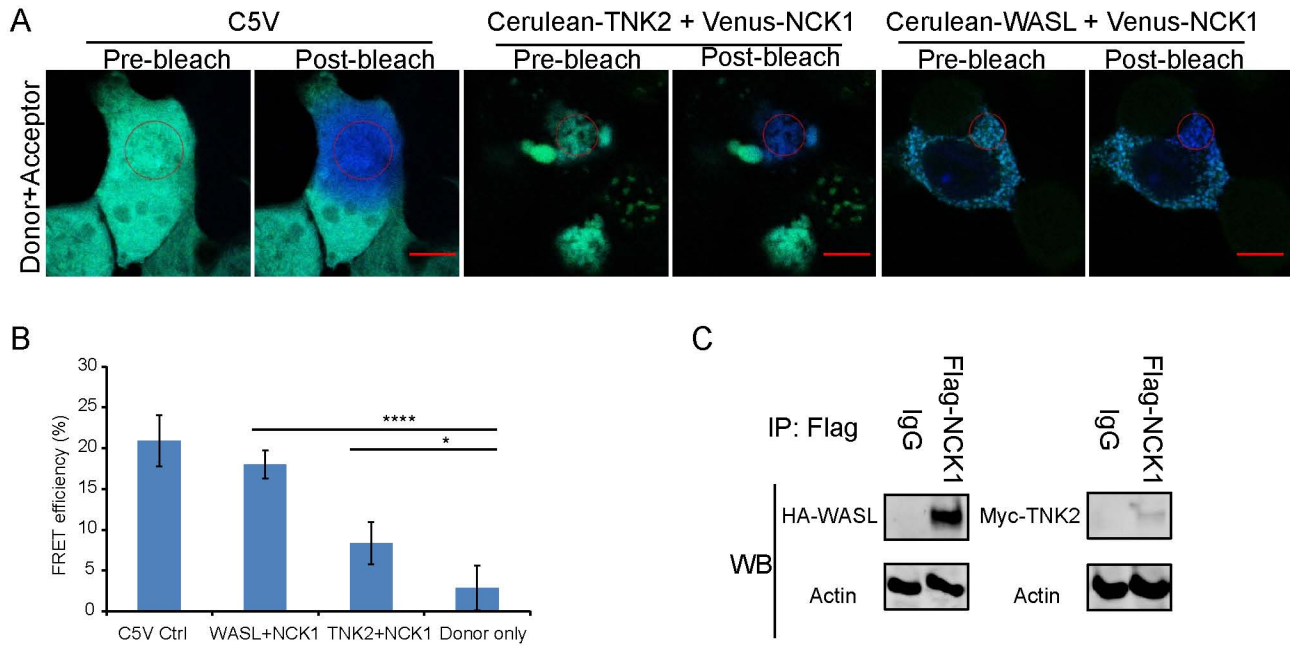 A
C5V
Cerulean-TNK2 + Venus-NCK1
Cerulean-WASL + Venus-NCK1
Pre-bleach
Post-bleach
Pre-bleach
Post-bleach
Pre-bleach
Post-bleach
Donor+Acceptor
B
FRET efficiency (%)
30
25
20
15
10
5
0
****
*
C5V Ctrl
WASL+NCK1
TNK2+NCK1
Donor only
C
IP: Flag
IgG
Flag-NCK1
IgG
Flag-NCK1
WB
HA-WASL
Myc-TNK2
Actin
Actin